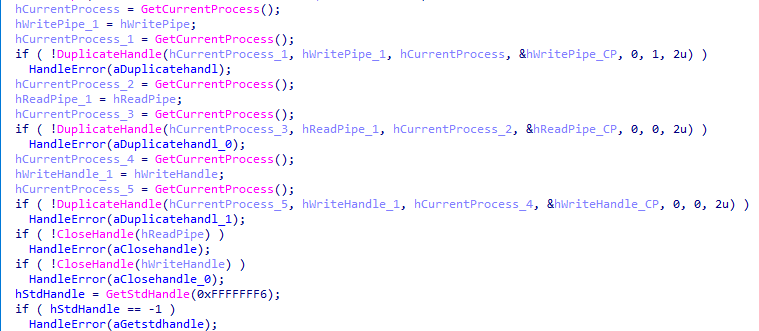 hCurrentProcess = GetCurrentProcess();
hWritePipe_1 = hWritePipe;
hCurrentProcess_1 = GetCurrentProcess();
if ( !DuplicateHandle(hCurrentProcess_1, hWritePipe_1, hCurrentProcess, &hWritePipe_CP, 0, 1, 2u) )
HandleError(aDuplicatehandl);
hCurrentProcess_2 = GetCurrentProcess();
hReadPipe_1 = hReadPipe;
hCurrentProcess_3 = GetCurrentProcess();
if ( !DuplicateHandle(hCurrentProcess_3, hReadPipe_1, hCurrentProcess_2, &hReadPipe_CP, 0, 0, 2u) )
HandleError(aDuplicatehandl_0);
hCurrentProcess_4 = GetCurrentProcess();
hWriteHandle_1 = hWriteHandle;
hCurrentProcess_5 = GetCurrentProcess();
if ( !DuplicateHandle(hCurrentProcess_5, hWriteHandle_1, hCurrentProcess_4, &hWriteHandle_CP, 0, 0, 2u) )
HandleError(aDuplicatehandl_1);
if ( !CloseHandle(hReadPipe) )
HandleError(aClosehandle);
if ( !CloseHandle(hWriteHandle) )
HandleError(aClosehandle_0);
hStdHandle = GetStdHandle(0xFFFFFFF6);
if ( hStdHandle == -1 )
HandleError(aGetstdhandle);